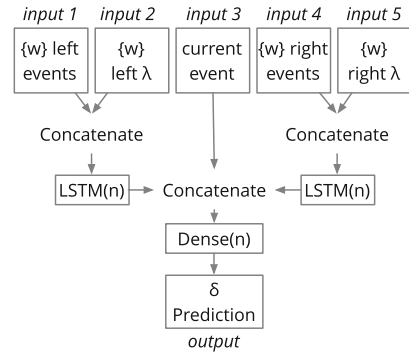 input 1 input 2 input 3 input 4 input 5
{w} left {w} current {w} right {w}
events left λ event events right λ
Concatenate Concatenate
LSTM(n) Concatenate LSTM(n)
Dense(n)
δ
Prediction
output